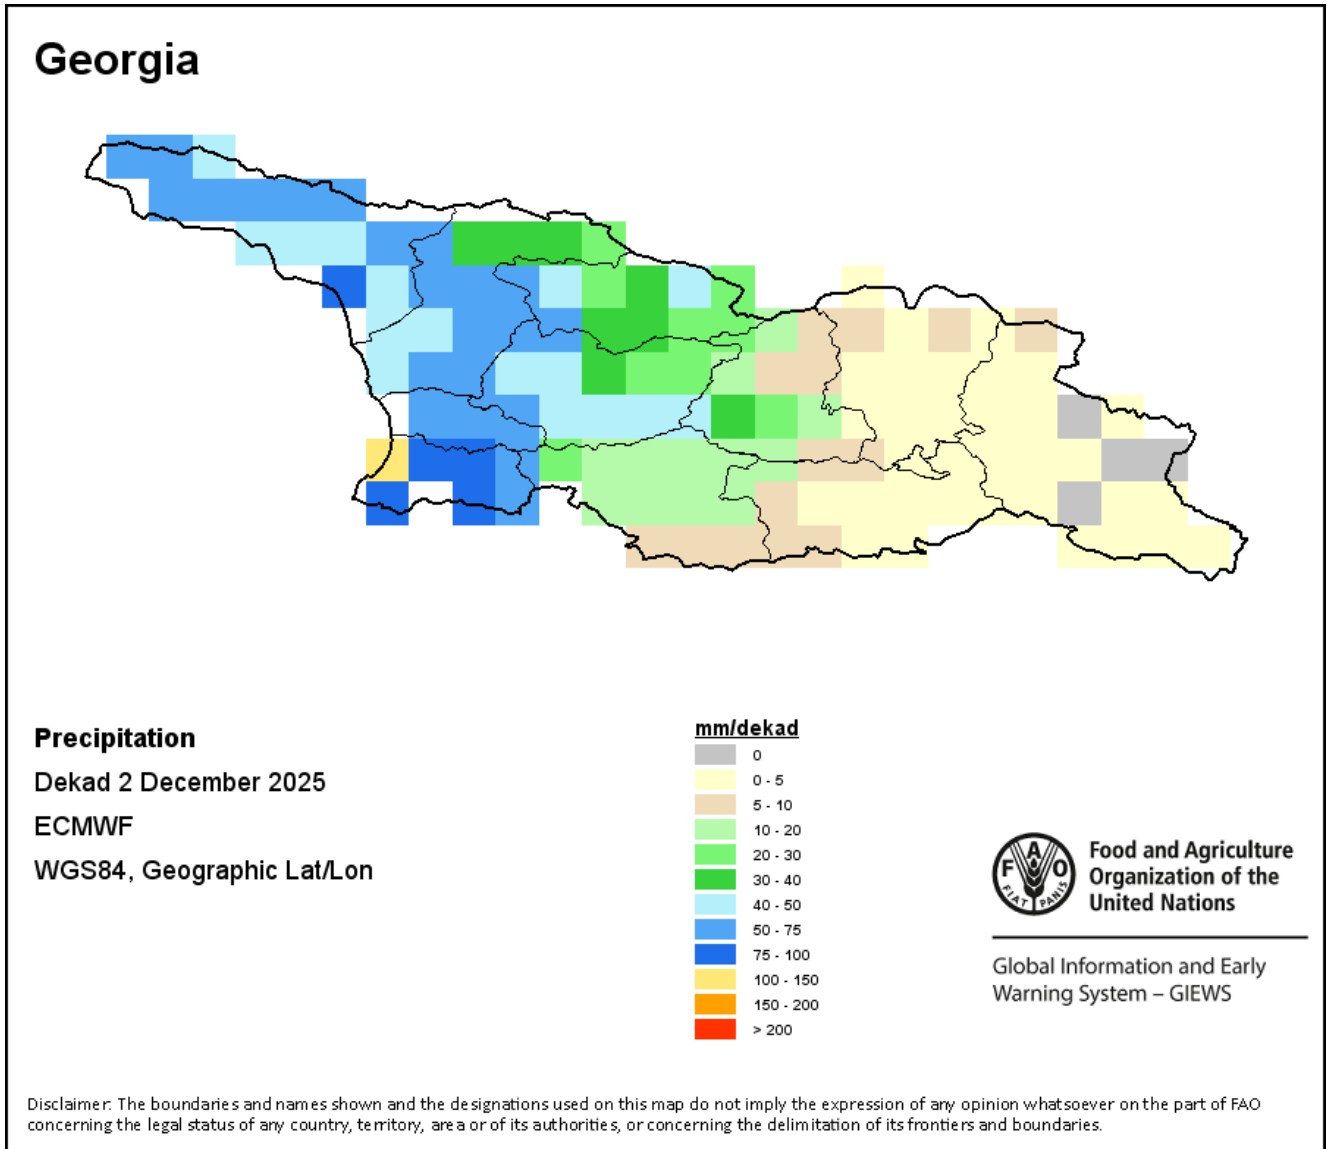 Georgia
Precipitation
Dekad 2 December 2025
ECMWF
WGS84, Geographic Lat/Lon
mm/dekad
0
0 - 5
5 - 10
10 - 20
20 - 30
30 - 40
40 - 50
50 - 75
75 - 100
100 - 150
150 - 200
> 200
F A O
FIAT PANIS
Food and Agriculture
Organization of the
United Nations
Global Information and Early
Warning System – GIEWS
Disclaimer: The boundaries and names shown and the designations used on this map do not imply the expression of any opinion whatsoever on the part of FAO
concerning the legal status of any country, territory, area or of its authorities, or concerning the delimitation of its frontiers and boundaries.